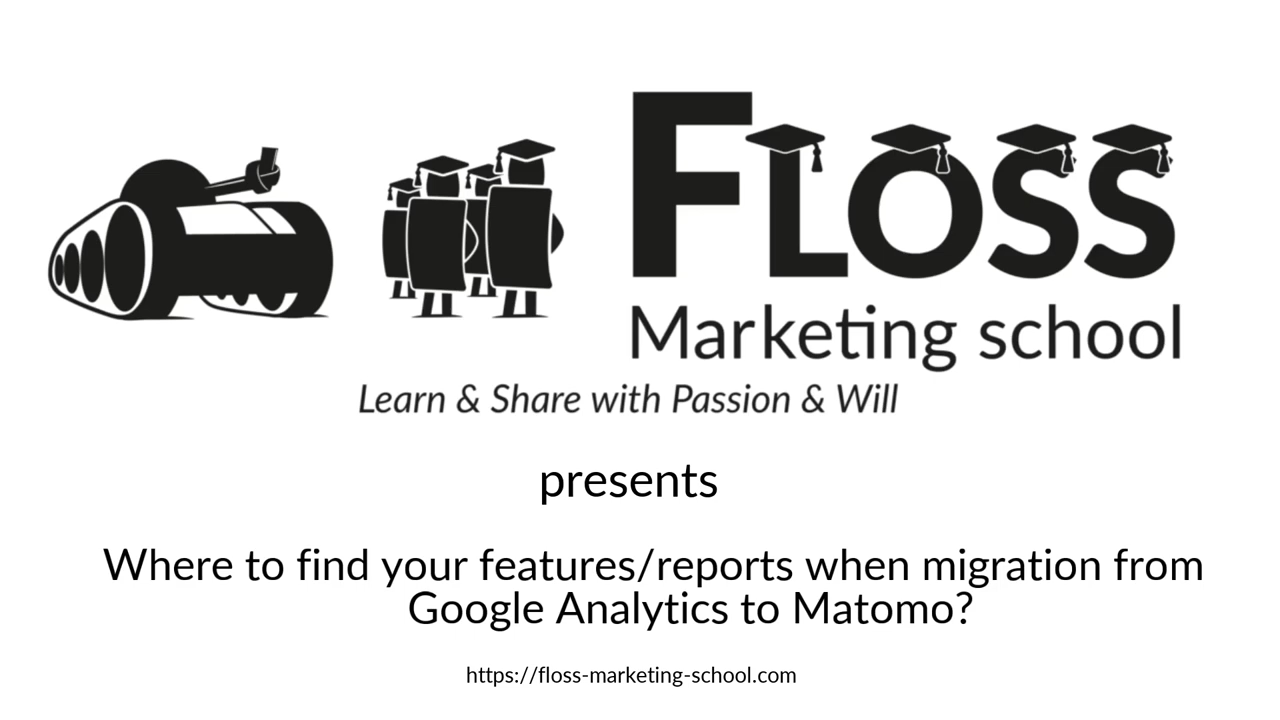 FLOSS
Marketing school
Learn & Share with Passion & Will
presents
Where to find your features/reports when migration from
Google Analytics to Matomo?
https://floss-marketing-school.com